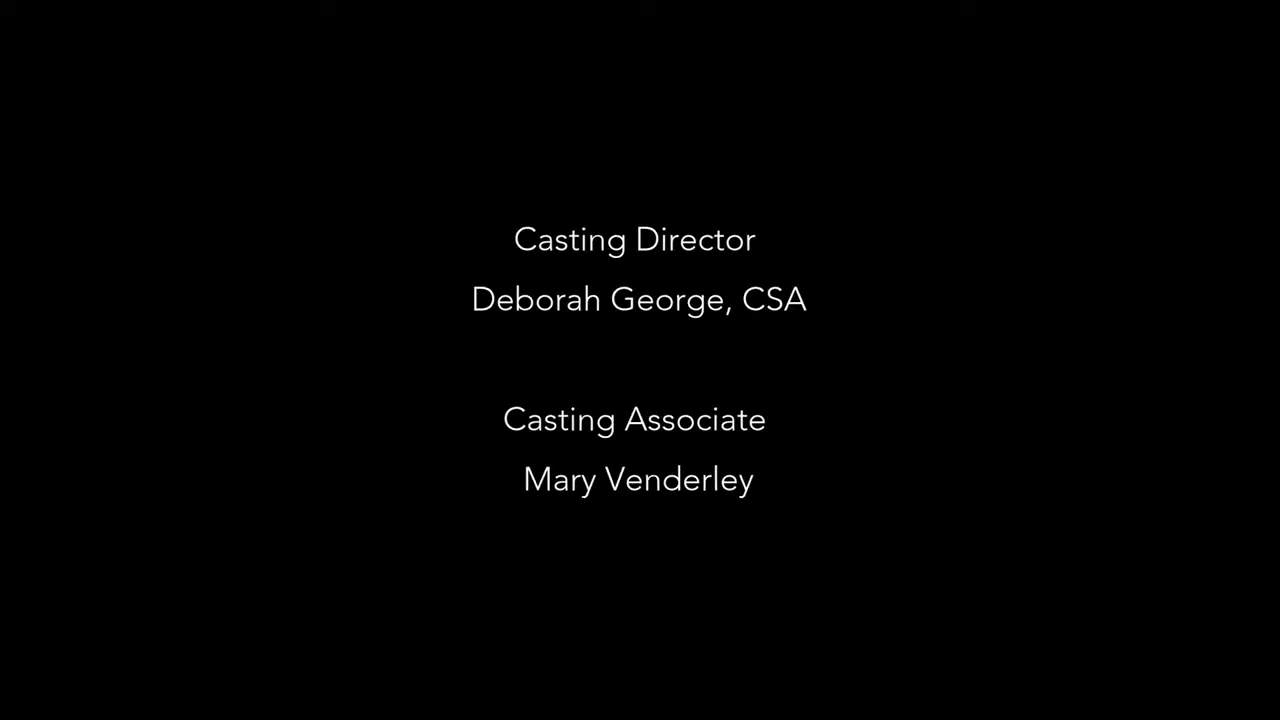 Casting Director
Deborah George, CSA
Casting Associate
Mary Venderley